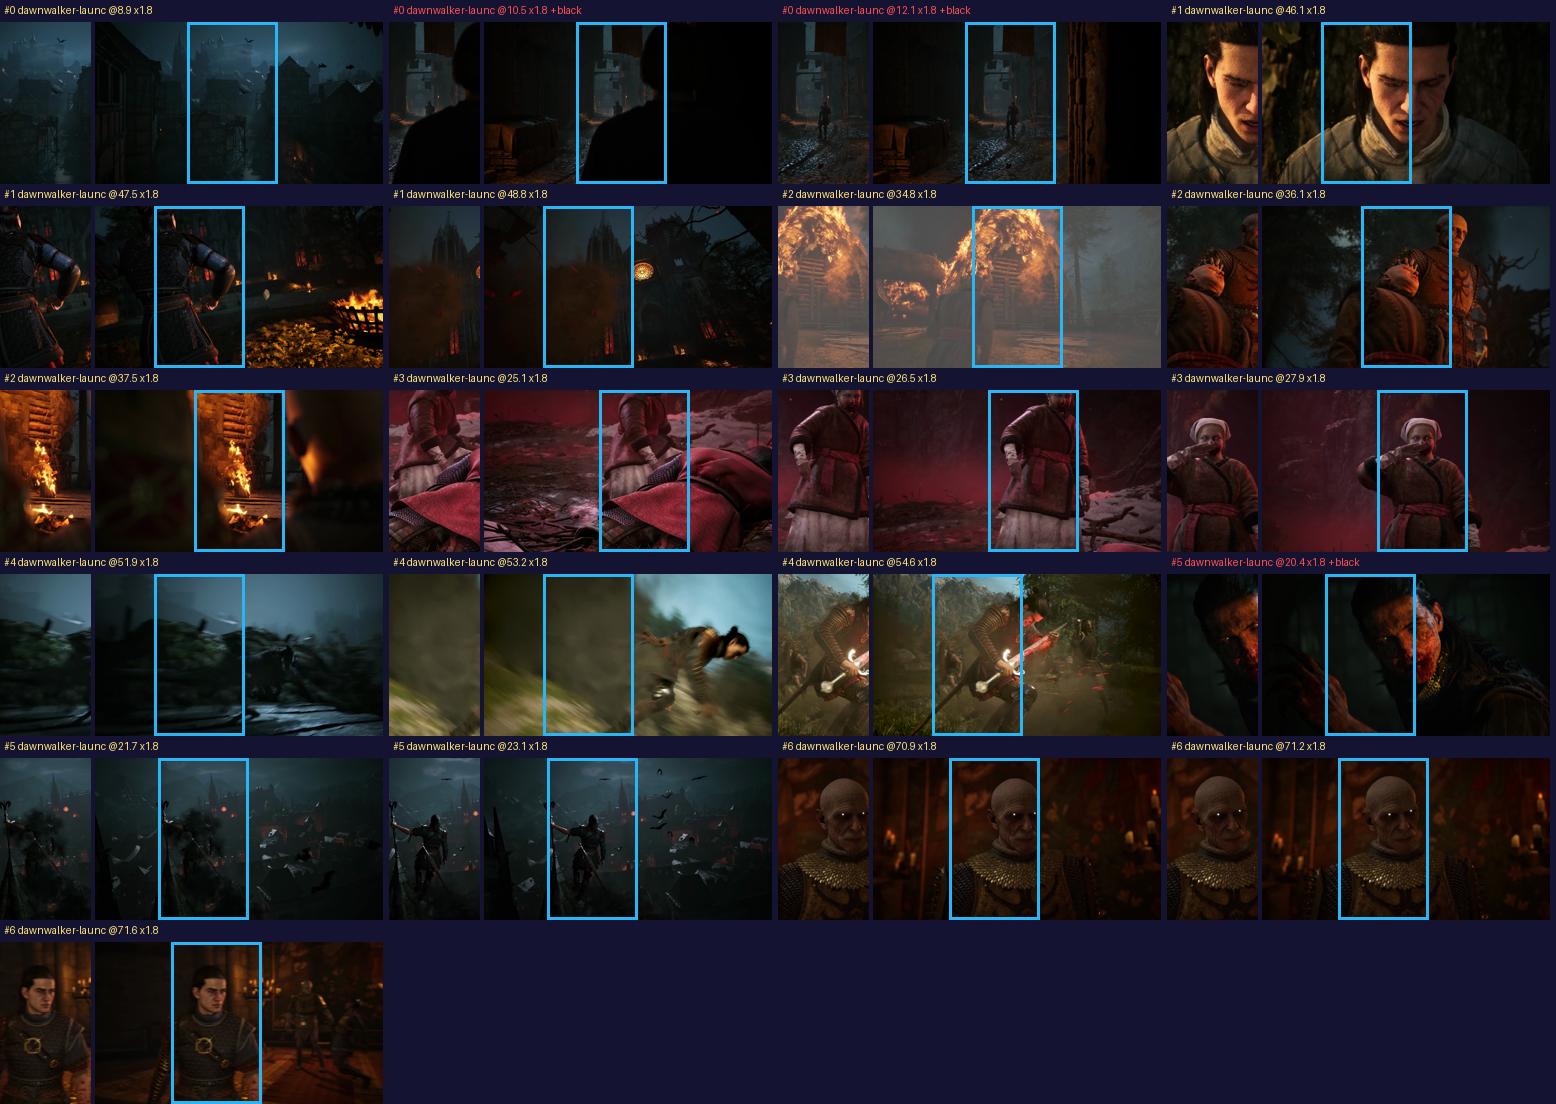 #0 dawnwalker-launc @8.9 x1.8
#0 dawnwalker-launc @10.5 x1.8 +black
#0 dawnwalker-launc @12.1 x1.8 +black
#1 dawnwalker-launc @46.1 x1.8
#1 dawnwalker-launc @47.5 x1.8
#1 dawnwalker-launc @48.8 x1.8
#2 dawnwalker-launc @34.8 x1.8
#2 dawnwalker-launc @36.1 x1.8
#2 dawnwalker-launc @37.5 x1.8
#3 dawnwalker-launc @25.1 x1.8
#3 dawnwalker-launc @26.5 x1.8
#3 dawnwalker-launc @27.9 x1.8
#4 dawnwalker-launc @51.9 x1.8
#4 dawnwalker-launc @53.2 x1.8
#4 dawnwalker-launc @54.6 x1.8
#5 dawnwalker-launc @20.4 x1.8 +black
#5 dawnwalker-launc @21.7 x1.8
#5 dawnwalker-launc @23.1 x1.8
#6 dawnwalker-launc @70.9 x1.8
#6 dawnwalker-launc @71.2 x1.8
#6 dawnwalker-launc @71.6 x1.8